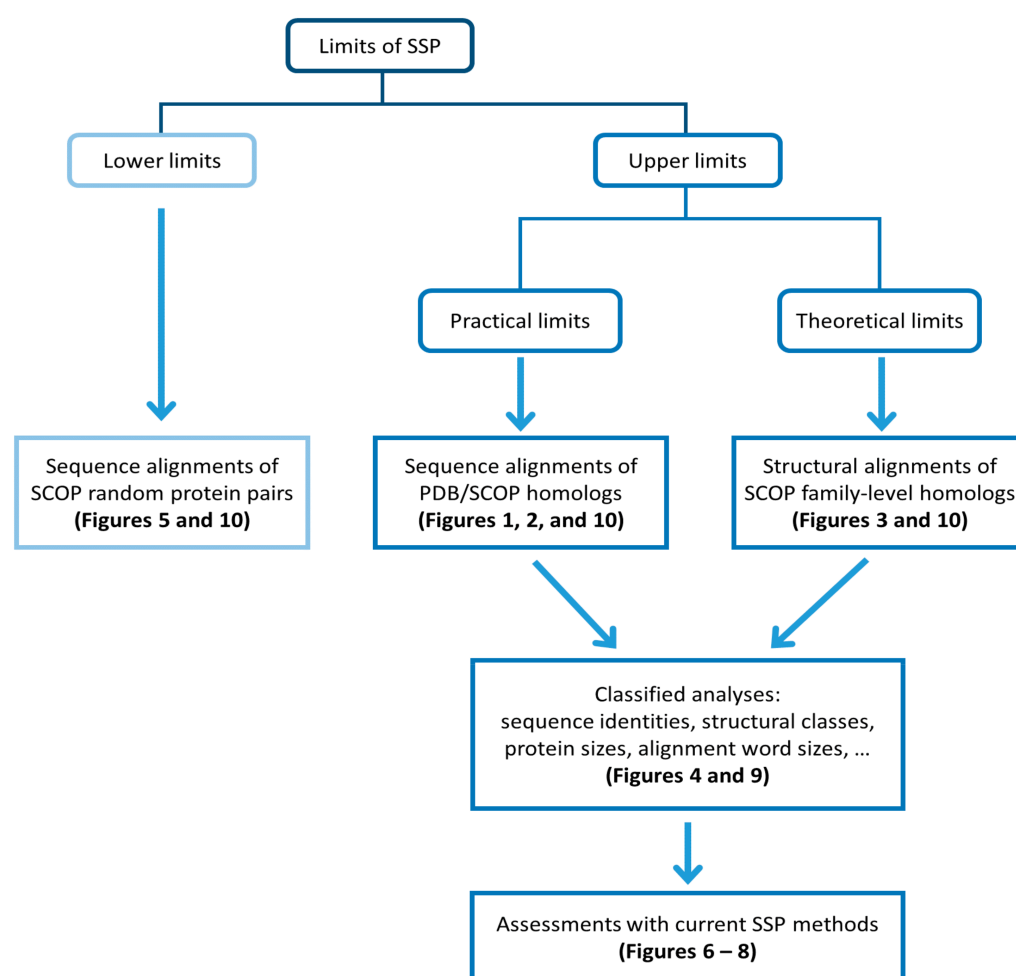 Limits of SSP
Lower limits
Upper limits
Practical limits
Theoretical limits
Sequence alignments of
SCOP random protein pairs
(Figures 5 and 10)
Sequence alignments of
PDB/SCOP homologs
(Figures 1, 2, and 10)
Structural alignments of
SCOP family-level homologs
(Figures 3 and 10)
Classified analyses:
sequence identities, structural classes,
protein sizes, alignment word sizes, ...
(Figures 4 and 9)
Assessments with current SSP methods
(Figures 6 – 8)